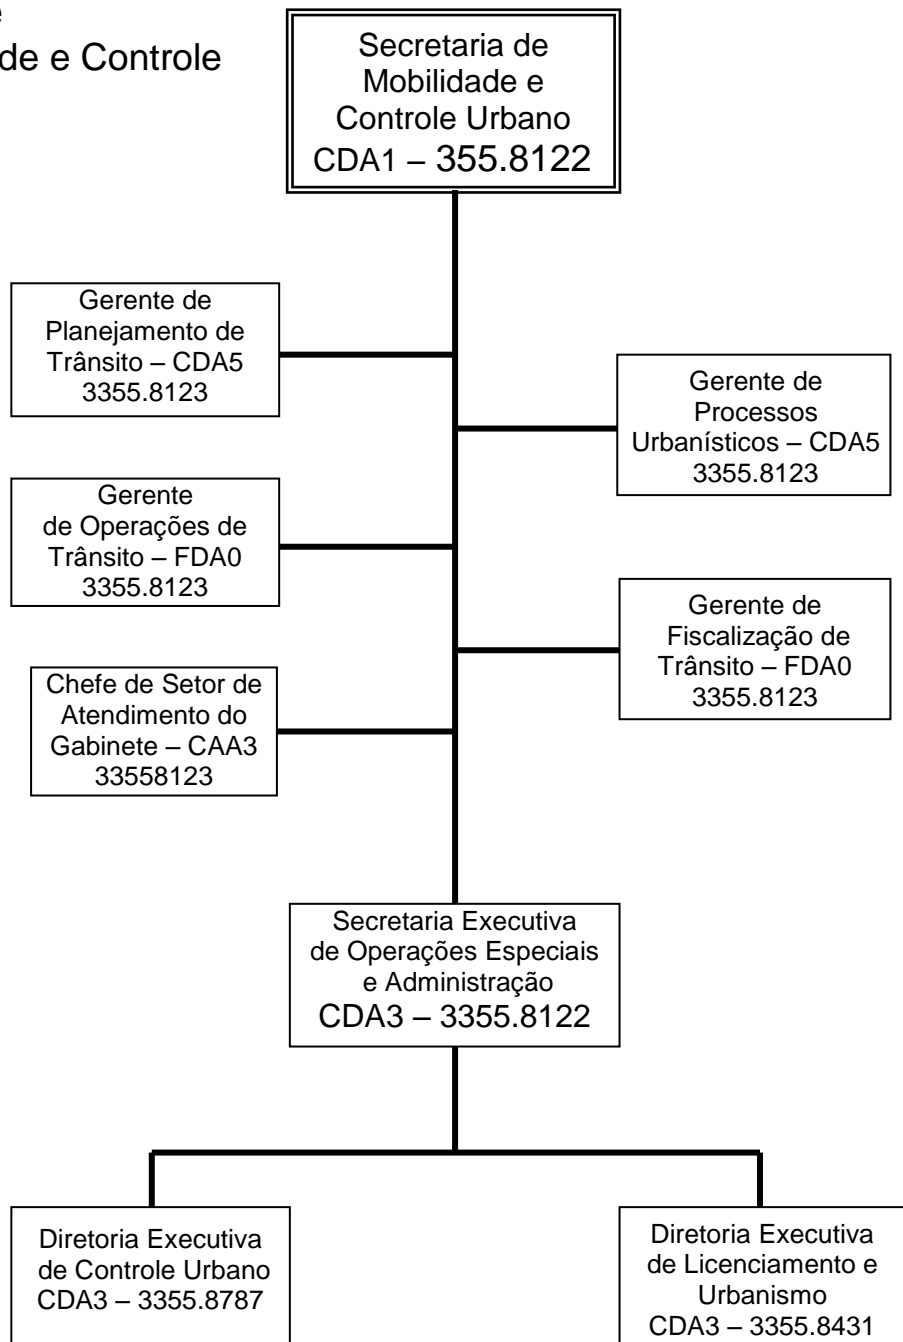 de e Controle
Secretaria de
Mobilidade e
Controle Urbano
CDA1 – 355.8122
Gerente de
Planejamento de
Trânsito – CDA5
3355.8123
Gerente de
Processos
Urbanísticos – CDA5
3355.8123
Gerente
de Operações de
Trânsito – FDA0
3355.8123
Gerente de
Fiscalização de
Trânsito – FDA0
3355.8123
Chefe de Setor de
Atendimento do
Gabinete – CAA3
33558123
Secretaria Executiva
de Operações Especiais
e Administração
CDA3 – 3355.8122
Diretoria Executiva
de Controle Urbano
CDA3 – 3355.8787
Diretoria Executiva
de Licenciamento e
Urbanismo
CDA3 – 3355.8431